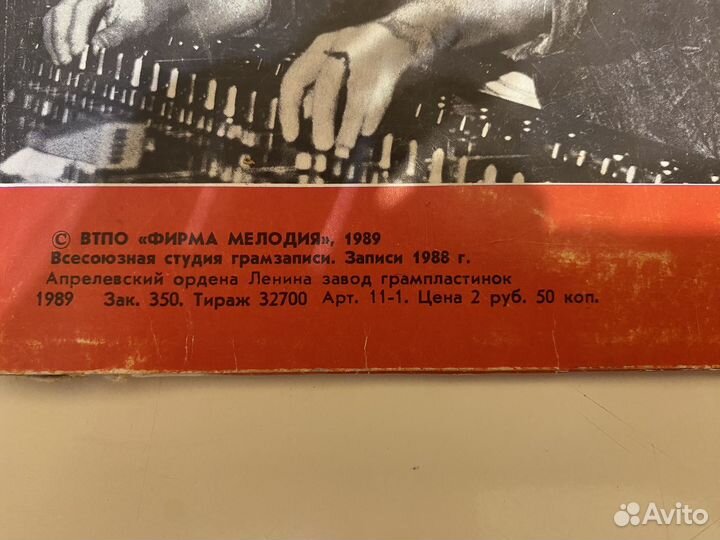 © ВТПО «ФИРМА МЕЛОДИЯ», 1989
Всесоюзная студия грамзаписи. Записи 1988 г.
Апрелевский ордена Ленина завод грампластинок
1989 Зак. 350. Тираж 32700 Арт. 11-1. Цена 2 руб. 50 коп.
Avito